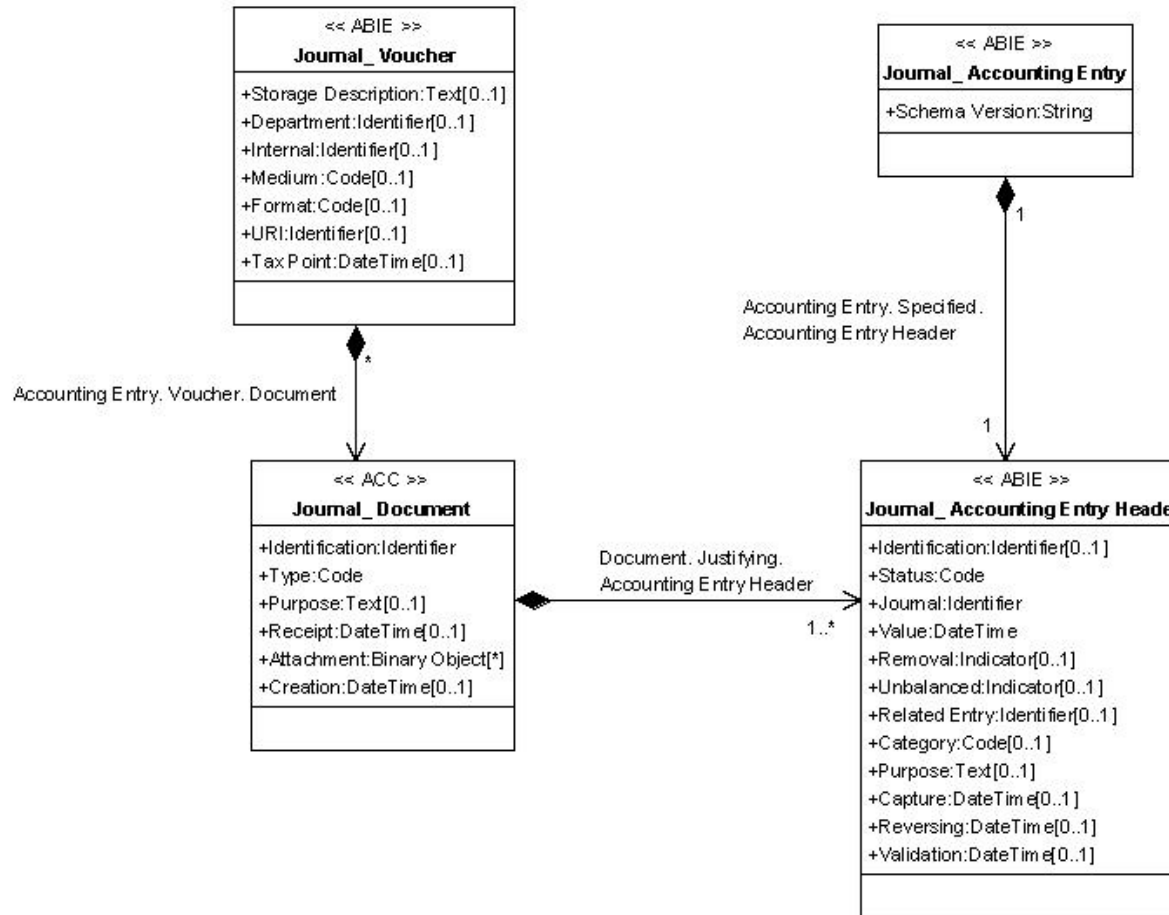 << ABIE >>
Journal_ Voucher
+Storage Description:Text[0..1]
+Department:Identifier[0..1]
+Internal:Identifier[0..1]
+Medium:Code[0..1]
+Format:Code[0..1]
+URI:Identifier[0..1]
+Tax Point:DateTime[0..1]
<< ABIE >>
Journal_ Accounting Entry
+Schema Version:String
1
*
Accounting Entry. Specified.
Accounting Entry Header
Accounting Entry. Voucher. Document
1
<< ACC >>
Journal_ Document
+Identification:Identifier
+Type:Code
+Purpose:Text[0..1]
+Receipt:DateTime[0..1]
+Attachment:Binary Object[*]
+Creation:DateTime[0..1]
Document. Justifying.
Accounting Entry Header
1..*
<< ABIE >>
Journal_ Accounting Entry Heade
+Identification:Identifier[0..1]
+Status:Code
+Journal:Identifier
+Value:DateTime
+Removal:Indicator[0..1]
+Unbalanced:Indicator[0..1]
+Related Entry:Identifier[0..1]
+Category:Code[0..1]
+Purpose:Text[0..1]
+Capture:DateTime[0..1]
+Reversing:DateTime[0..1]
+Validation:DateTime[0..1]